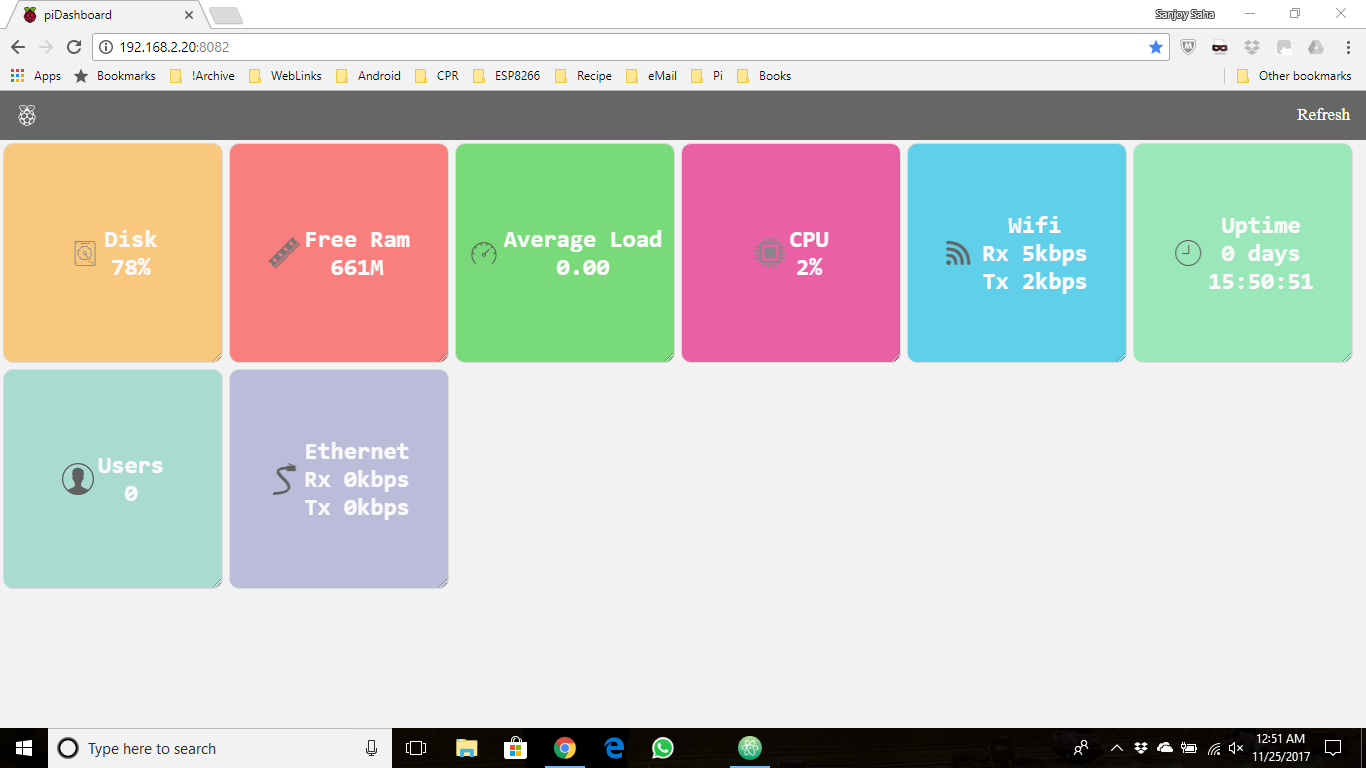 piDashboard
Sanjoy Saha
192.168.2.20:8082
Apps Bookmarks !Archive WebLinks Android CPR ESP8266 Recipe eMail Pi Books Other bookmarks
Refresh
Disk
78%
Free Ram
661M
Average Load
0.00
CPU
2%
Wifi
Rx 5kbps
Tx 2kbps
Uptime
0 days
15:50:51
Users
0
Ethernet
Rx 0kbps
Tx 0kbps
Type here to search
12:51 AM
11/25/2017